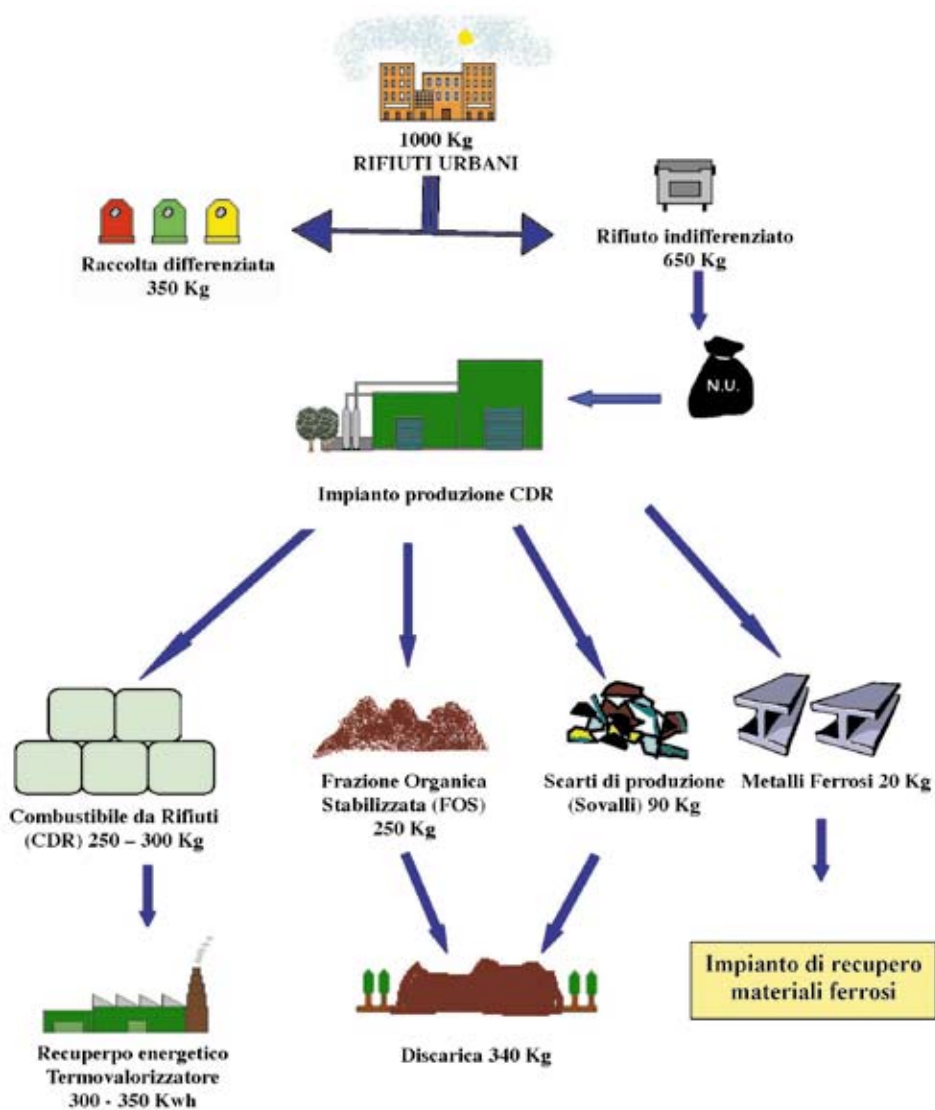 1000 Kg
RIFIUTI URBANI
Raccolta differenziata
350 Kg
Rifiuto indifferenziato
650 Kg
N.U.
Impianto produzione CDR
Combustibile da Rifiuti
(CDR) 250 – 300 Kg
Frazione Organica
Stabilizzata (FOS)
250 Kg
Scarti di produzione
(Sovalli) 90 Kg
Metalli Ferrosi 20 Kg
Recuperpo energetico
Termovalorizzatore
300 - 350 Kwh
Discarica 340 Kg
Impianto di recupero
materiali ferrosi